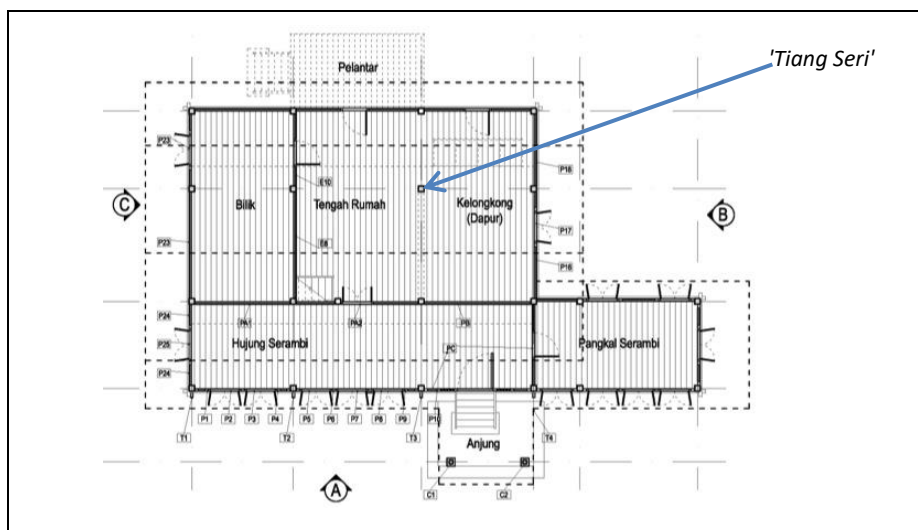 Pelantar
'Tiang Seri'
P23
P18
C
Bilik
E10
Tengah Rumah
Kelongkong
(Dapur)
B
P23
E8
P17
P16
P24
PA1
PA2
PB
Hujung Serambi
PC
Pangkal Serambi
P25
P24
P1
P2
P3
P4
P5
P6
P7
P8
P9
P10
T1
T2
T3
T4
Anjung
A
C1
C2